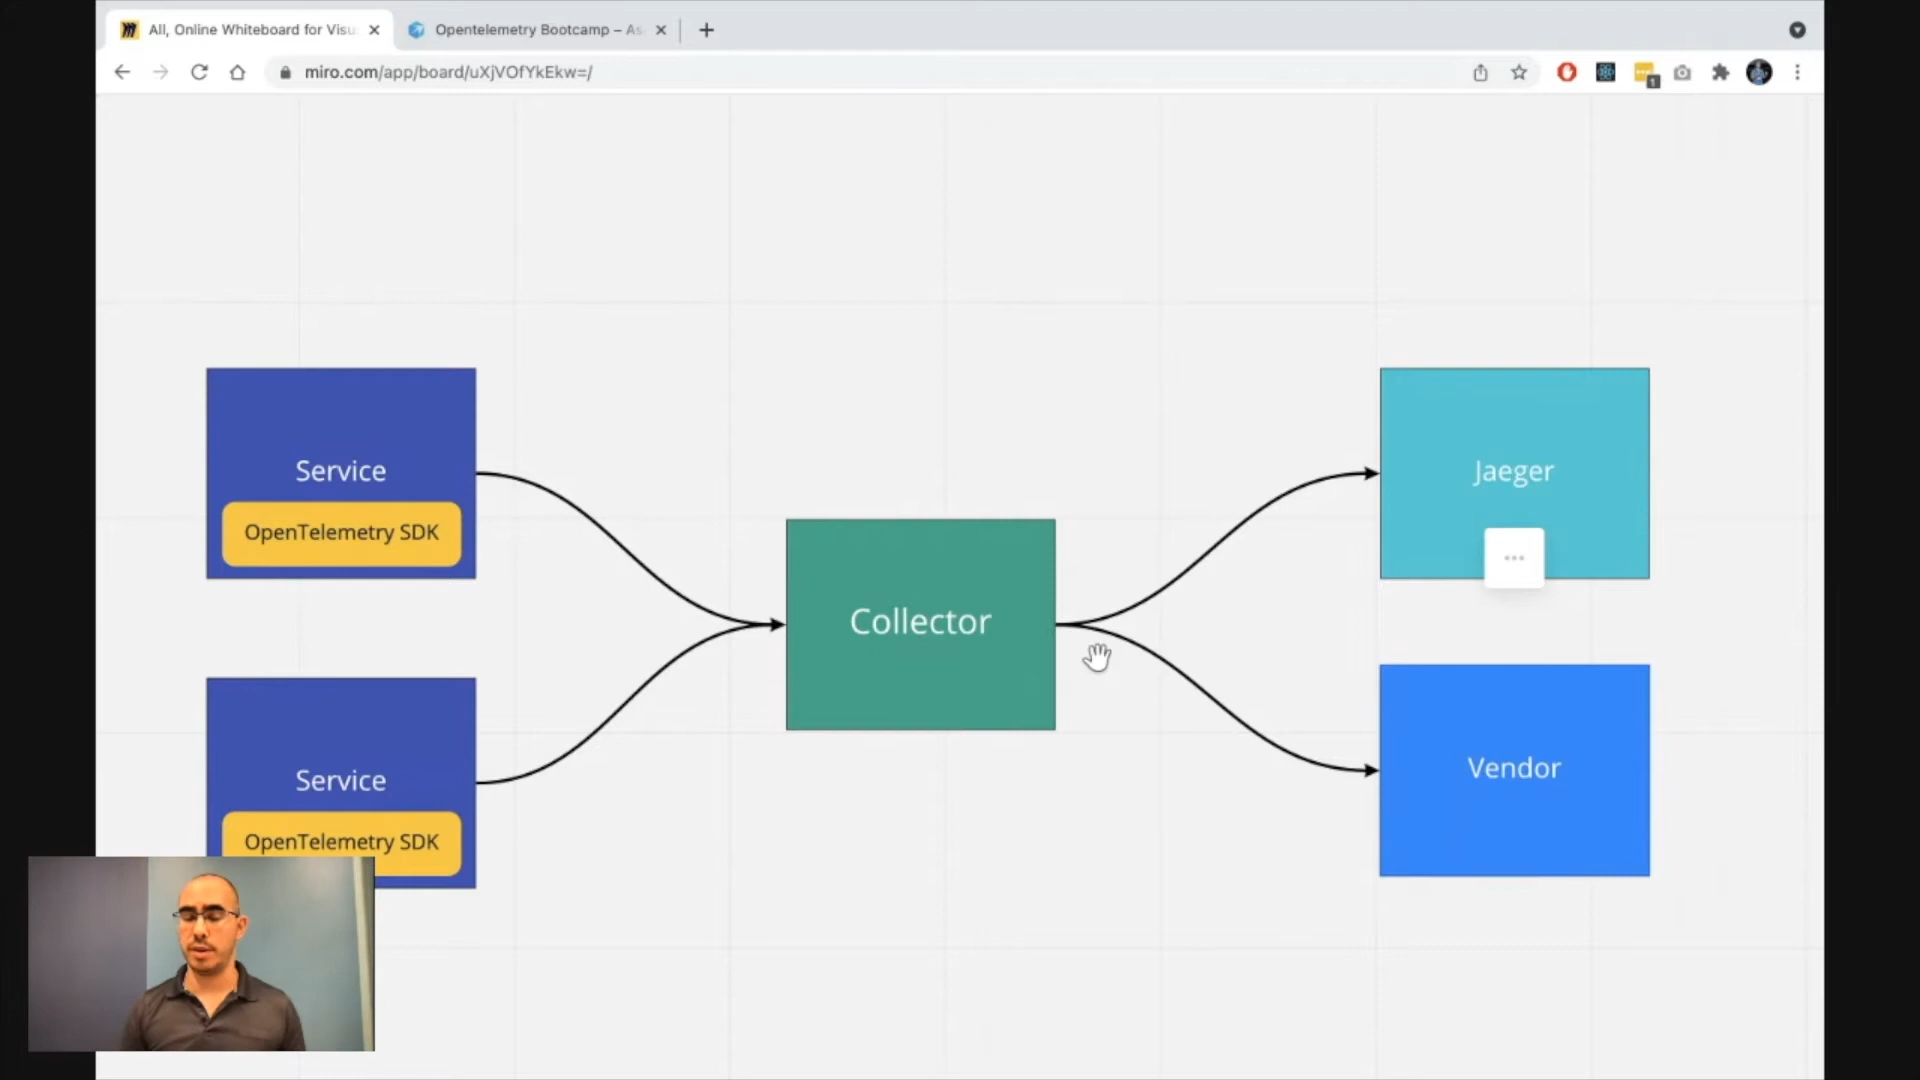 All, Online Whiteboard for Visu
Opentelemetry Bootcamp – As
miro.com/app/board/uXjVOfYkEkw=/
1
Service
OpenTelemetry SDK
Jaeger
Collector
Service
OpenTelemetry SDK
Vendor